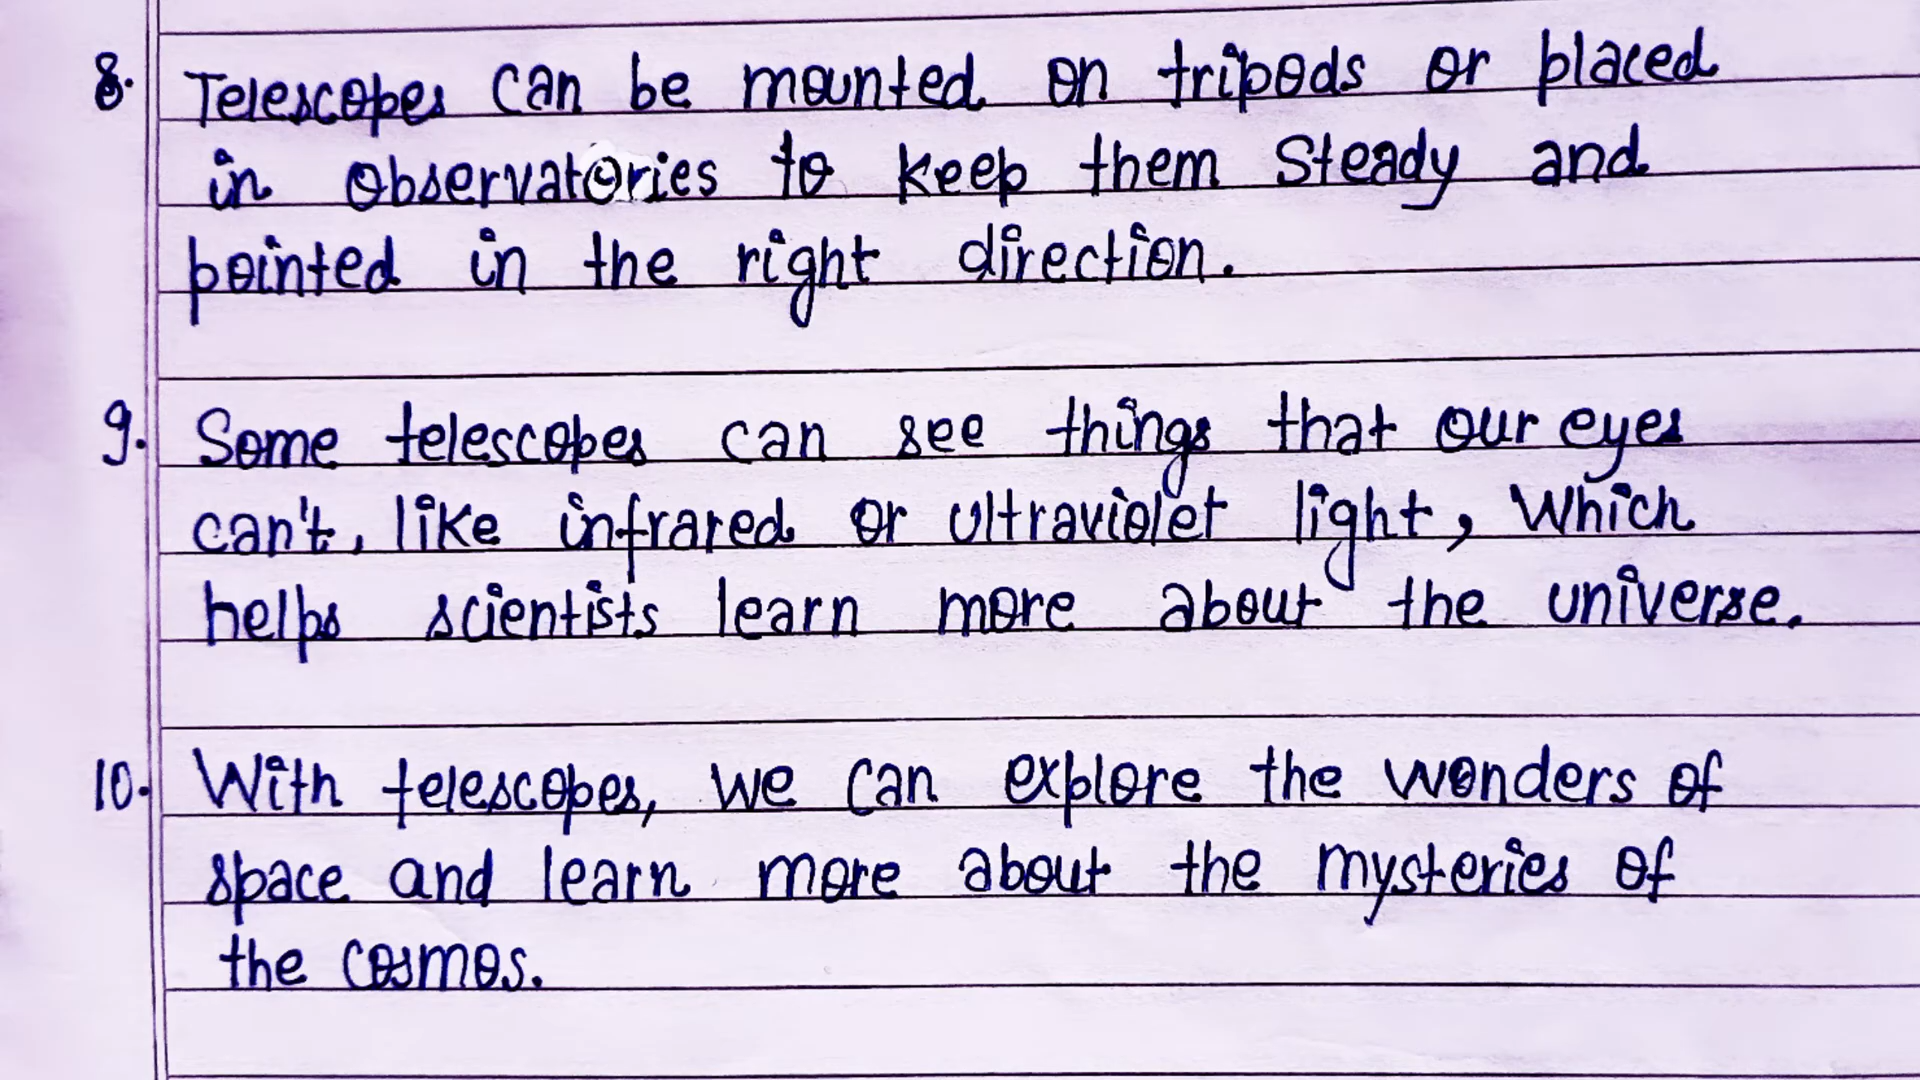 8. Telescopes can be mounted on tripods or placed
in observatories to keep them Steady and
pointed in the right direction.
9. Some telescopes can see things that our eyes
can't, like infrared or ultraviolet light, Which
helps scientists learn more about the universe.
10. With telescopes, we can explore the wonders of
space and learn more about the mysteries of
the cosmos.